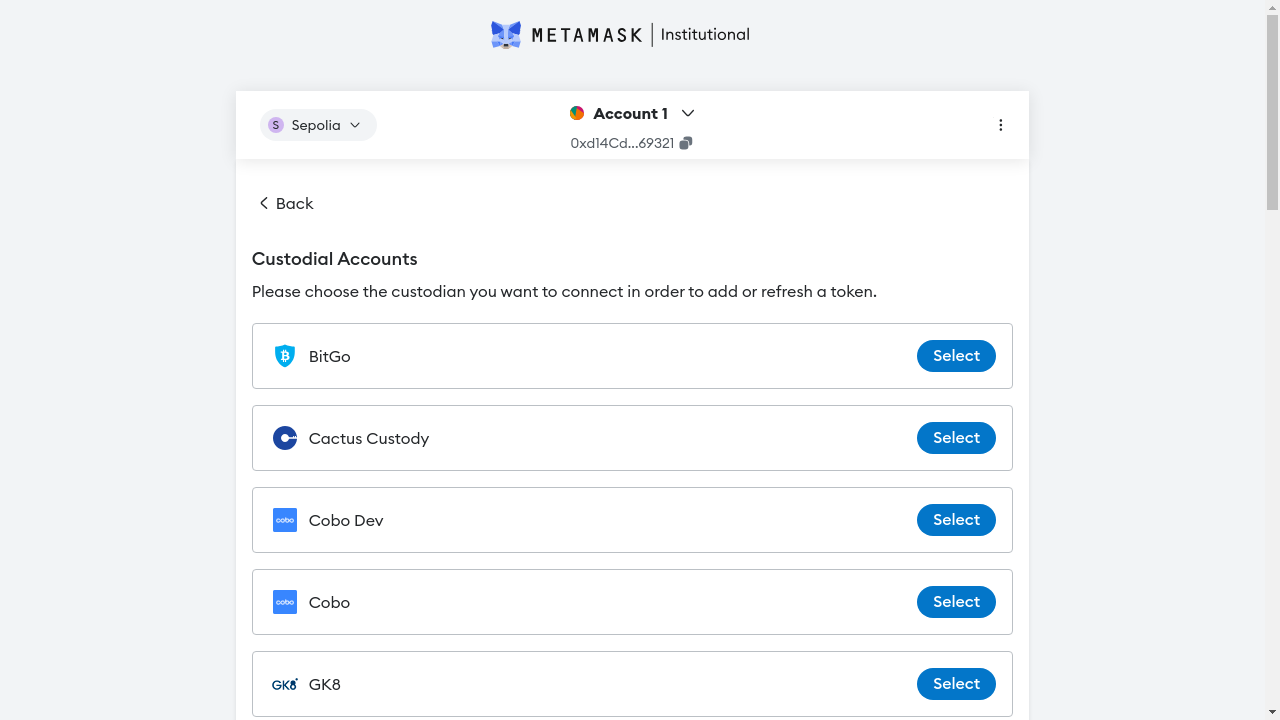 METAMASK | Institutional
S Sepolia
Account 1
0xd14Cd...69321
Back
Custodial Accounts
Please choose the custodian you want to connect in order to add or refresh a token.
BitGo Select
Cactus Custody Select
cobo Cobo Dev Select
cobo Cobo Select
GK8 GK8 Select